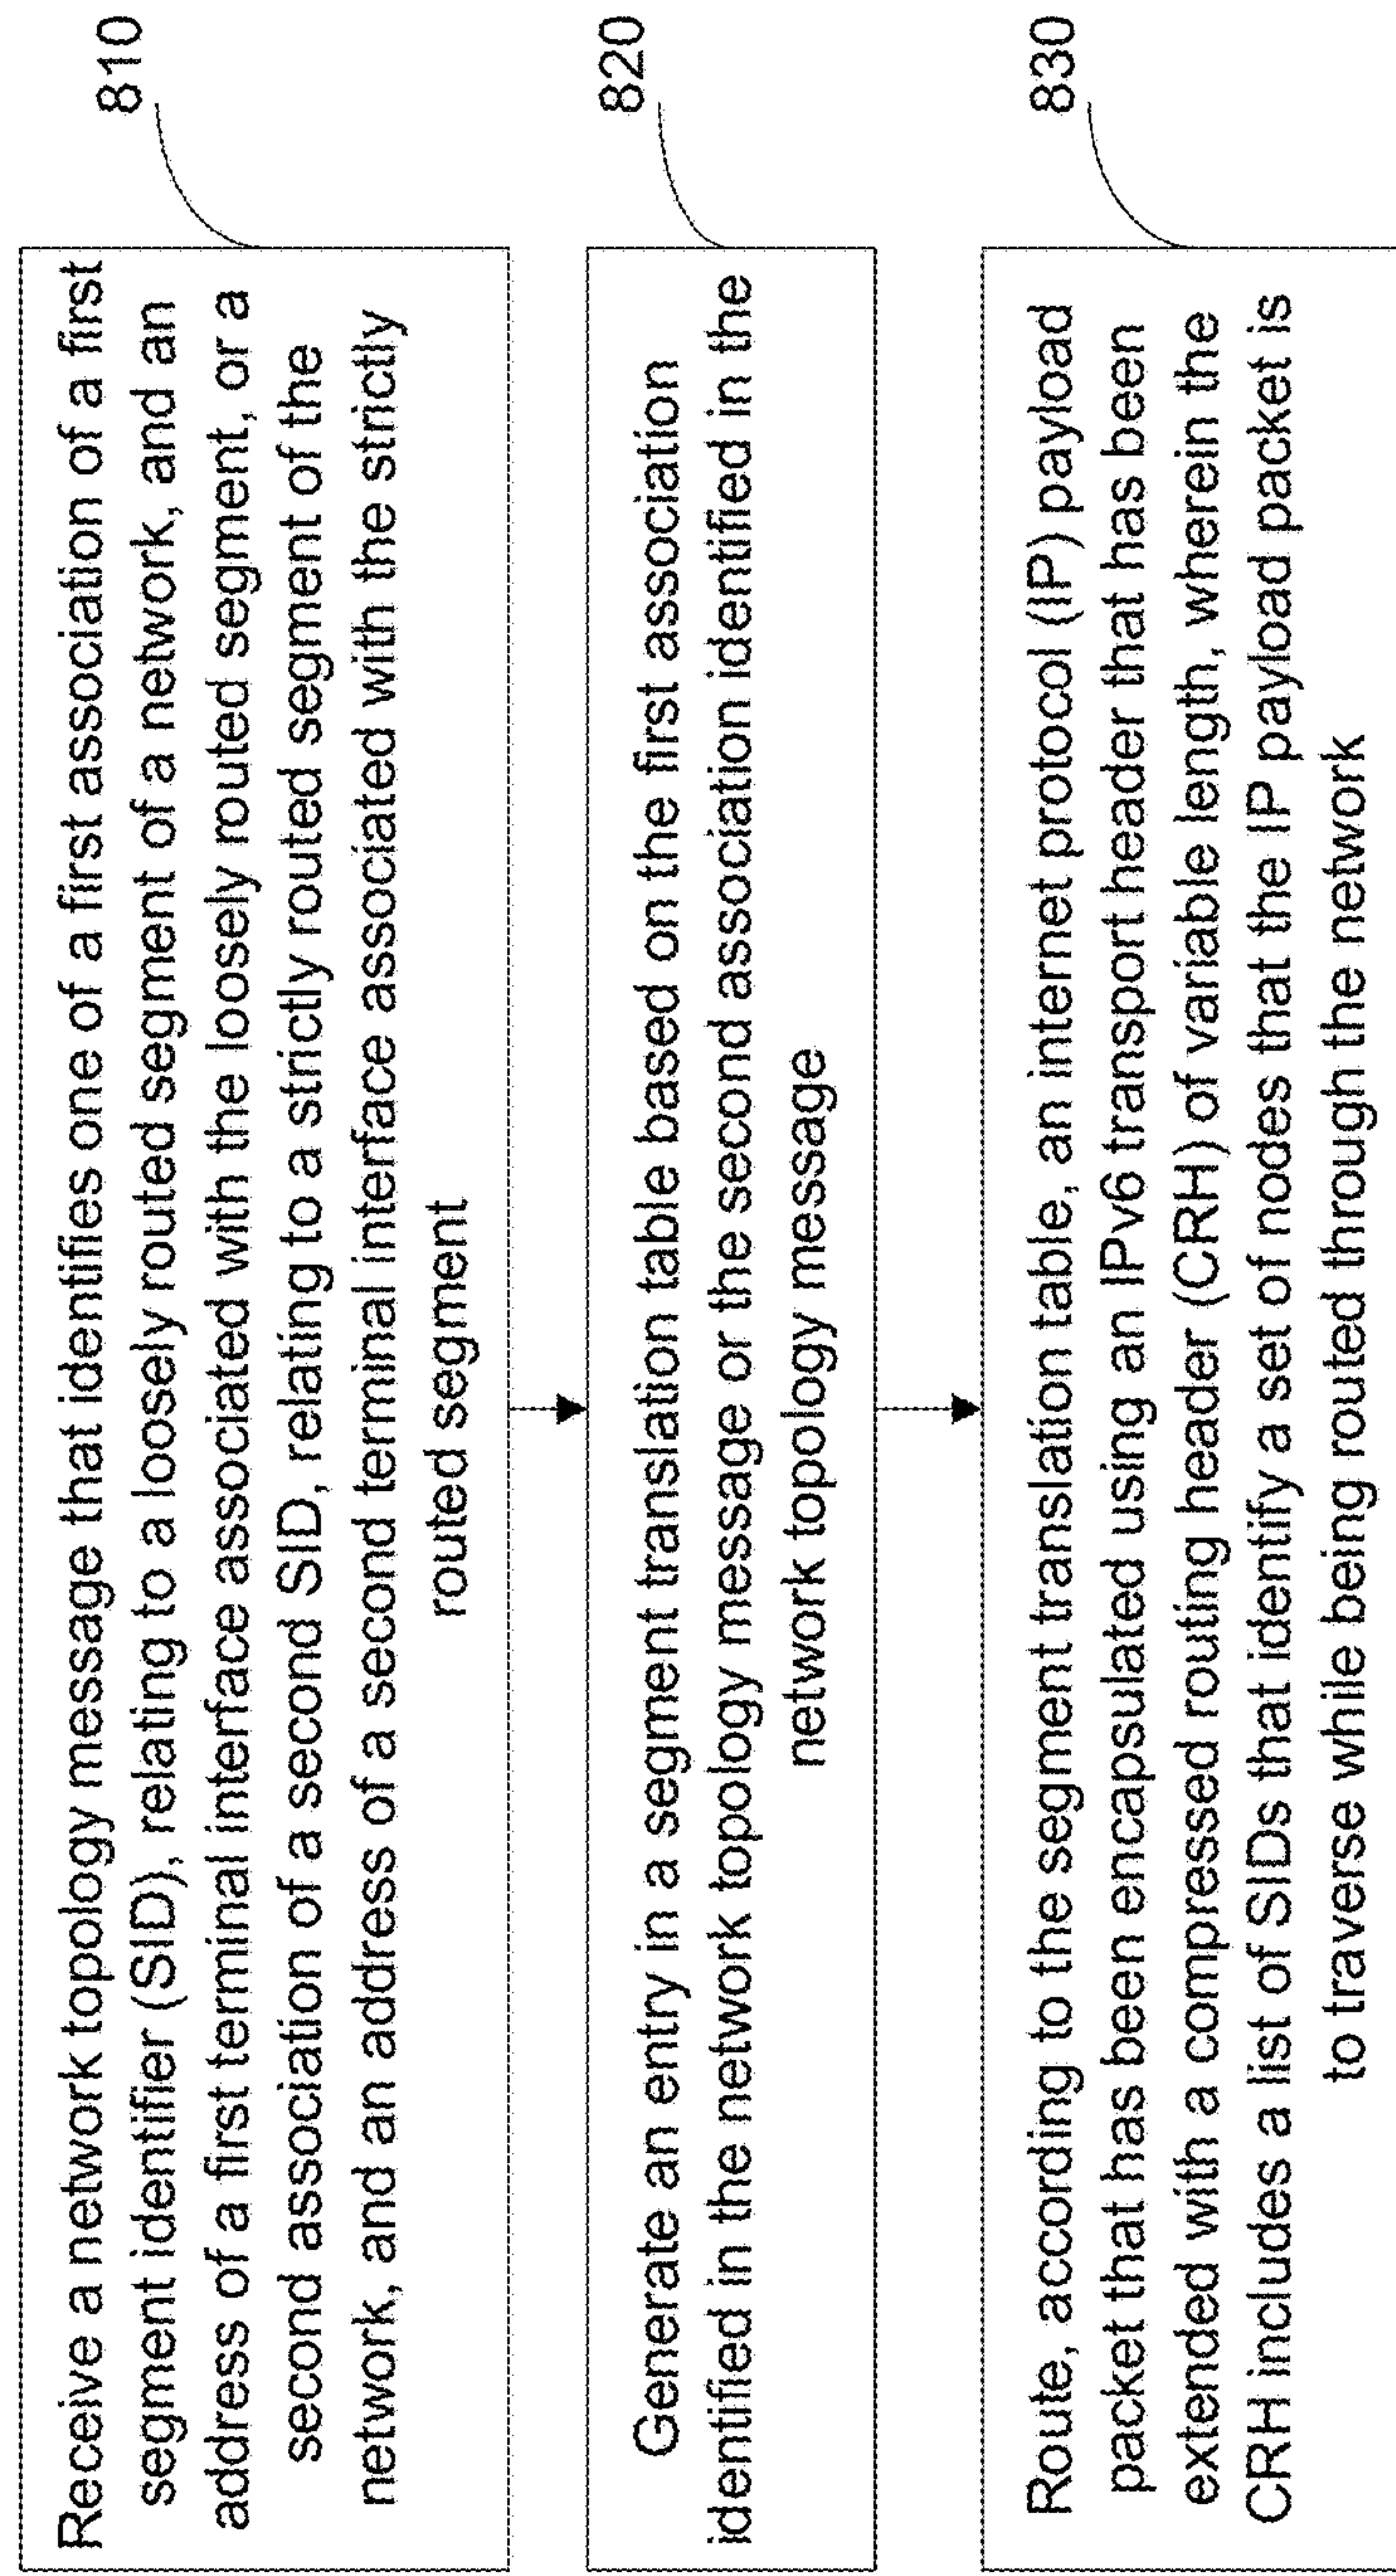 Receive a network topology message that identifies one of a first association of a first
segment identifier (SID), relating to a loosely routed segment of a network, and an
address of a first terminal interface associated with the loosely routed segment, or a
second association of a second SID, relating to a strictly routed segment of the
network, and an address of a second terminal interface associated with the strictly
routed segment
810
Generate an entry in a segment translation table based on the first association
identified in the network topology message or the second association identified in the
network topology message
820
Route, according to the segment translation table, an internet protocol (IP) payload
packet that has been encapsulated using an IPv6 transport header that has been
extended with a compressed routing header (CRH) of variable length, wherein the
CRH includes a list of SIDs that identify a set of nodes that the IP payload packet is
to traverse while being routed through the network
830